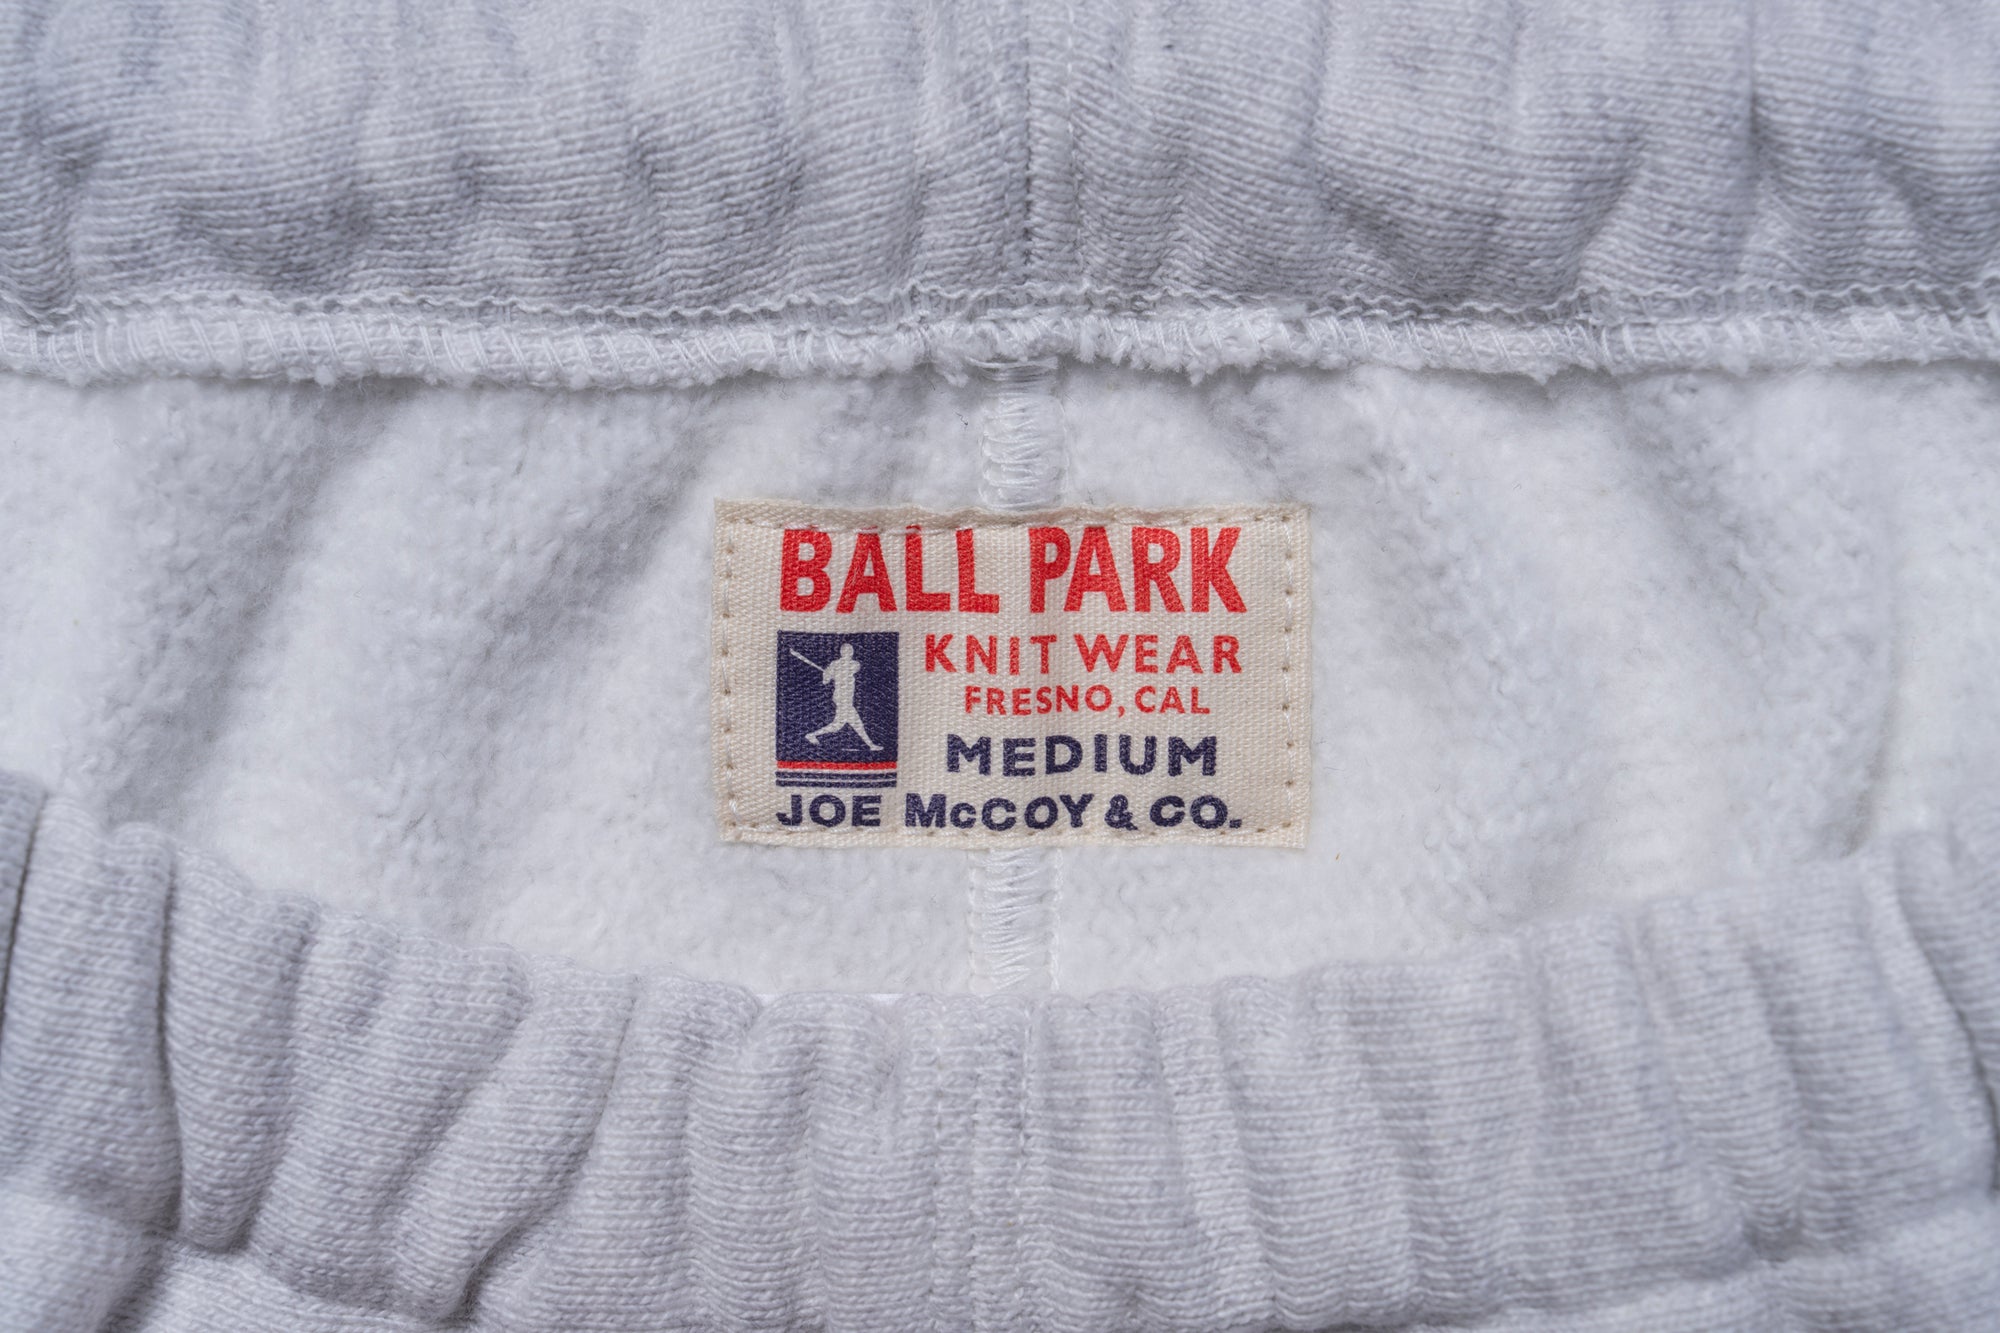 BALL PARK
KNIT WEAR
FRESNO, CAL
MEDIUM
JOE McCOY & CO.